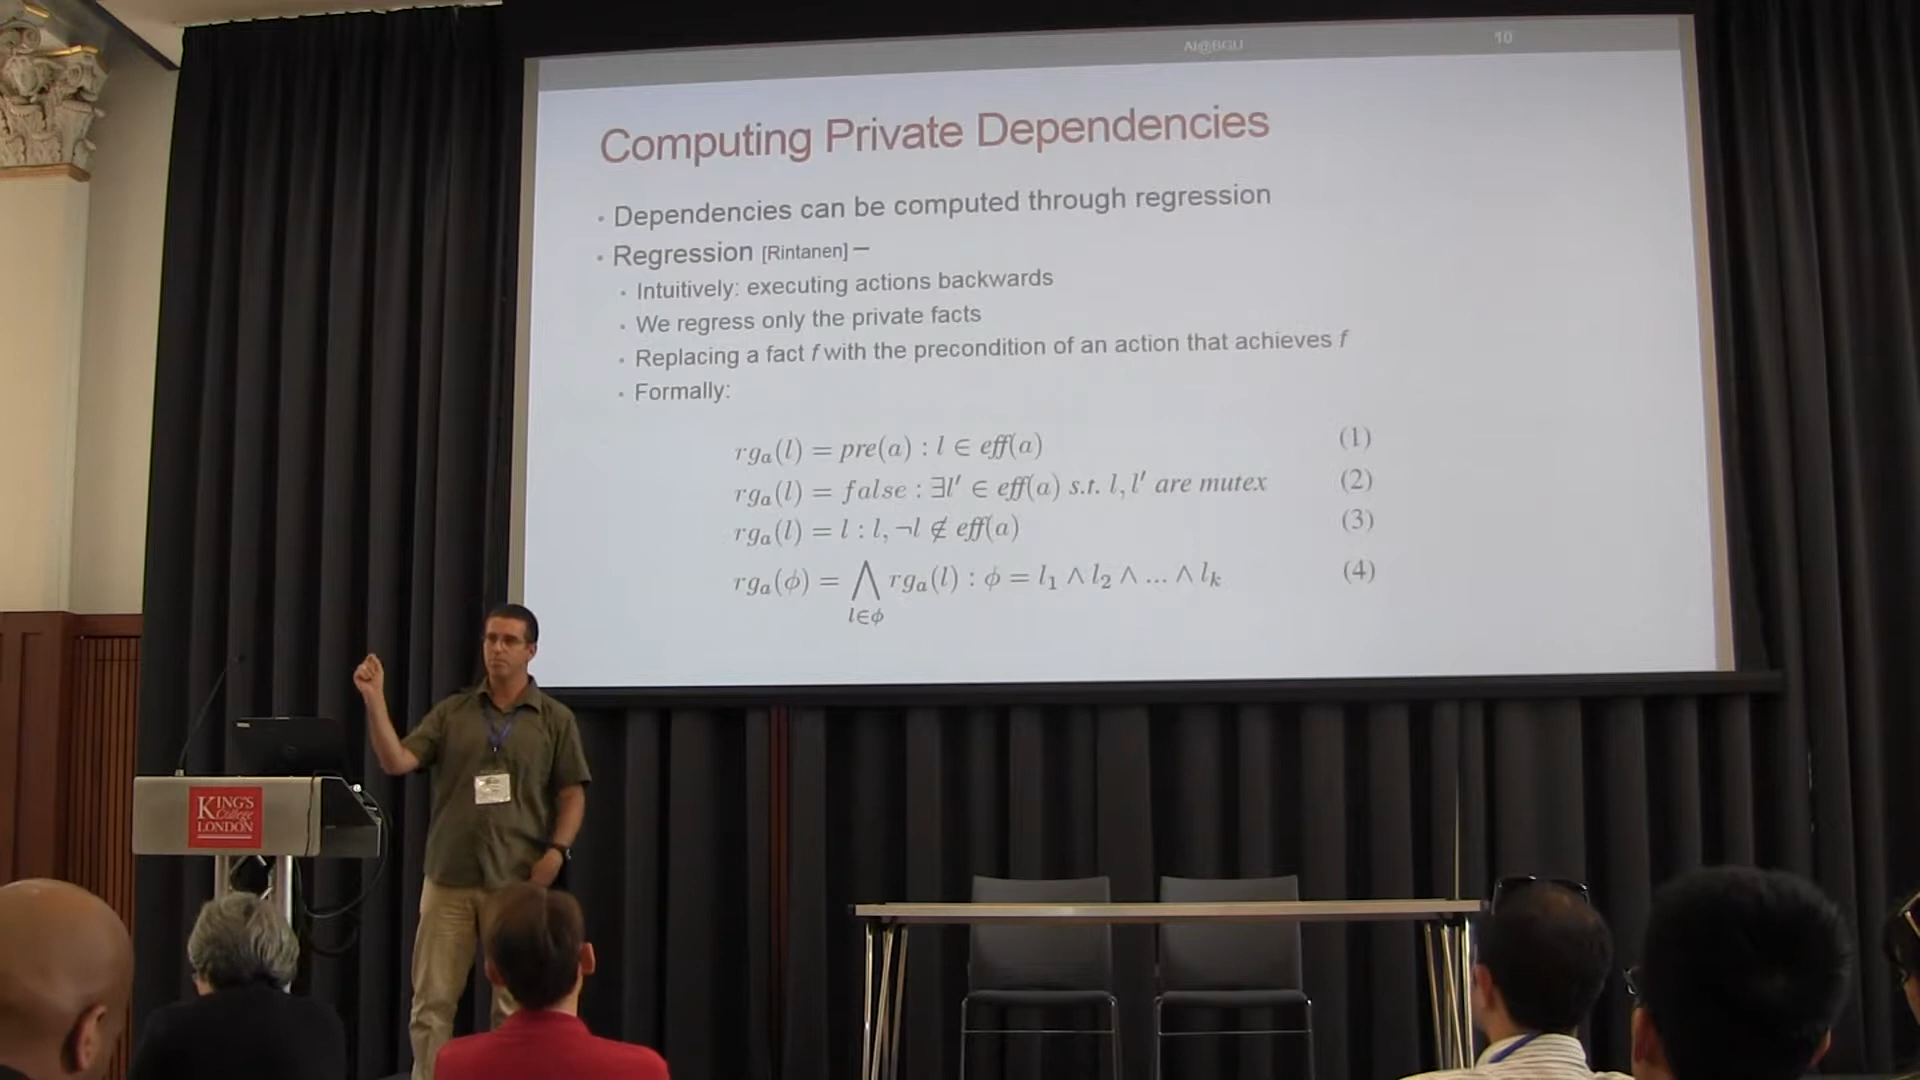 AI@BGU 10
Computing Private Dependencies
• Dependencies can be computed through regression
• Regression [Rintanen] –
• Intuitively: executing actions backwards
• We regress only the private facts
• Replacing a fact f with the precondition of an action that achieves f
• Formally:
rgₐ(l) = pre(a) : l ∈ eff(a) (1)
rgₐ(l) = false : ∃l′ ∈ eff(a) s.t. l, l′ are mutex (2)
rgₐ(l) = l : l, ¬l ∉ eff(a) (3)
rgₐ(ϕ) = ⋀ rgₐ(l) : ϕ = l₁ ∧ l₂ ∧ ... ∧ lₖ (4)
l∈ϕ
KING'S
College
LONDON